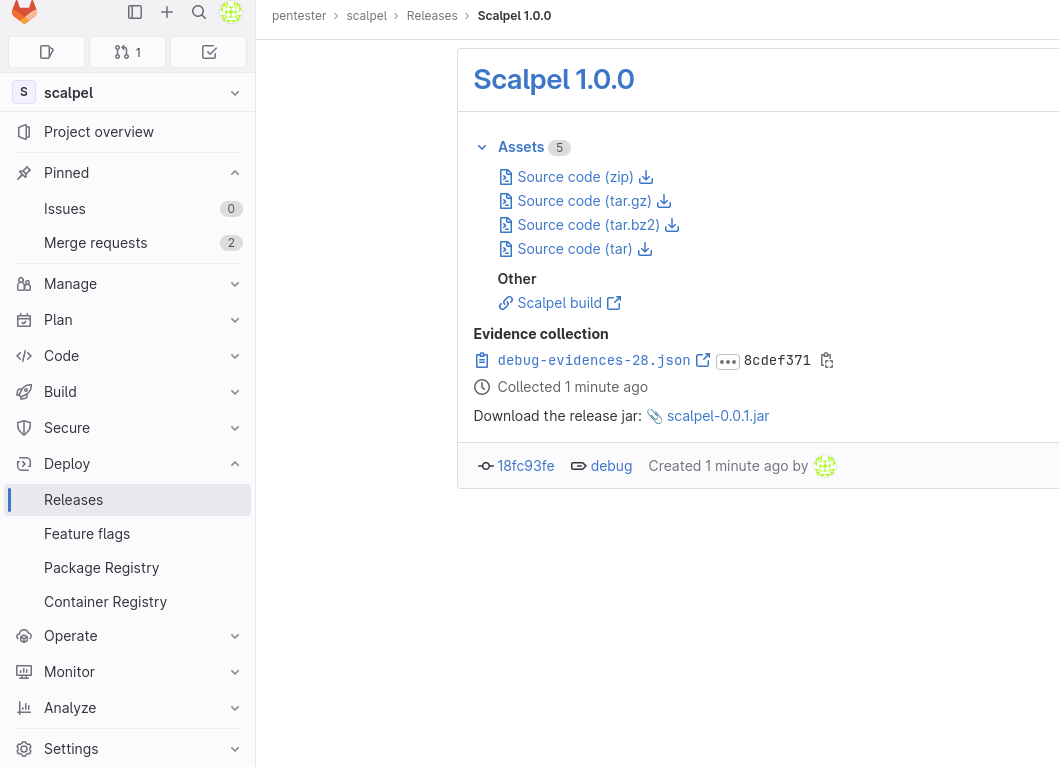 pentester > scalpel > Releases > Scalpel 1.0.0
1
S scalpel
Project overview
Pinned
Issues 0
Merge requests 2
Manage
Plan
Code
Build
Secure
Deploy
Releases
Feature flags
Package Registry
Container Registry
Operate
Monitor
Analyze
Settings
Scalpel 1.0.0
Assets 5
Source code (zip)
Source code (tar.gz)
Source code (tar.bz2)
Source code (tar)
Other
Scalpel build
Evidence collection
debug-evidences-28.json 8cdef371
Collected 1 minute ago
Download the release jar: 📎 scalpel-0.0.1.jar
18fc93fe debug Created 1 minute ago by